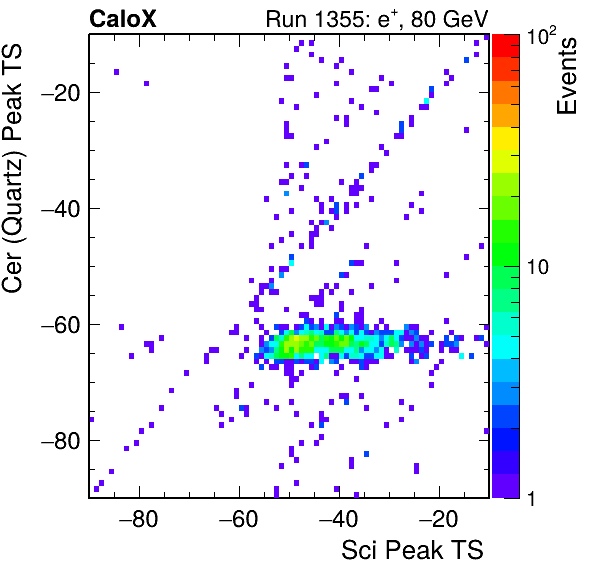 CaloX Run 1355: e+, 80 GeV
Cer (Quartz) Peak TS
−20
−40
−60
−80
−80 −60 −40 −20
Sci Peak TS
10²
10
1
Events